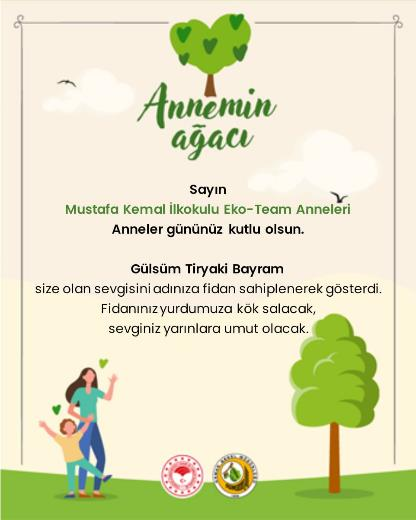 Annemin
ağacı
Sayın
Mustafa Kemal İlkokulu Eko-Team Anneleri
Anneler gününüz kutlu olsun.
Gülsüm Tiryaki Bayram
size olan sevgisini adınıza fidan sahiplenerek gösterdi.
Fidanınız yurdumuza kök salacak,
sevginiz yarınlara umut olacak.